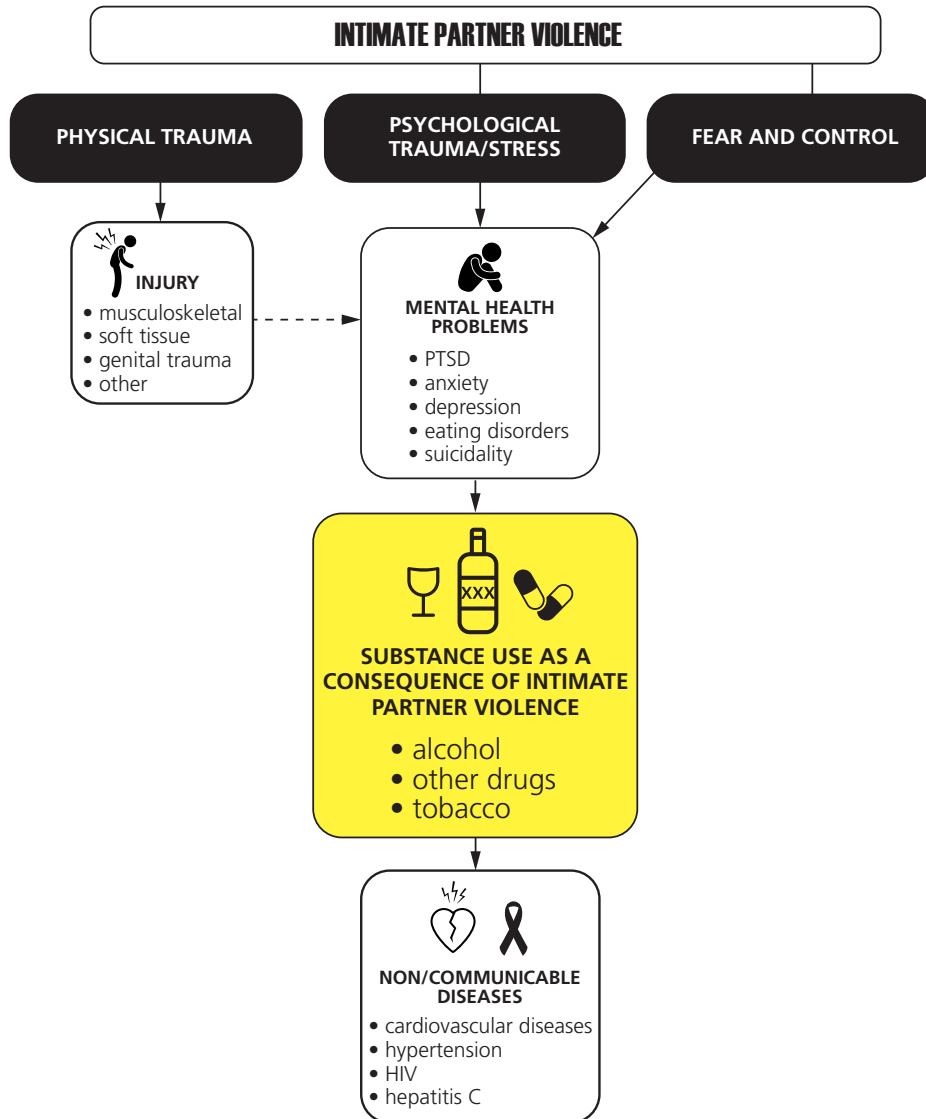 INTIMATE PARTNER VIOLENCE
PHYSICAL TRAUMA
PSYCHOLOGICAL
TRAUMA/STRESS
FEAR AND CONTROL
INJURY
• musculoskeletal
• soft tissue
• genital trauma
• other
MENTAL HEALTH
PROBLEMS
• PTSD
• anxiety
• depression
• eating disorders
• suicidality
XXX
SUBSTANCE USE AS A
CONSEQUENCE OF INTIMATE
PARTNER VIOLENCE
• alcohol
• other drugs
• tobacco
NON/COMMUNICABLE
DISEASES
• cardiovascular diseases
• hypertension
• HIV
• hepatitis C